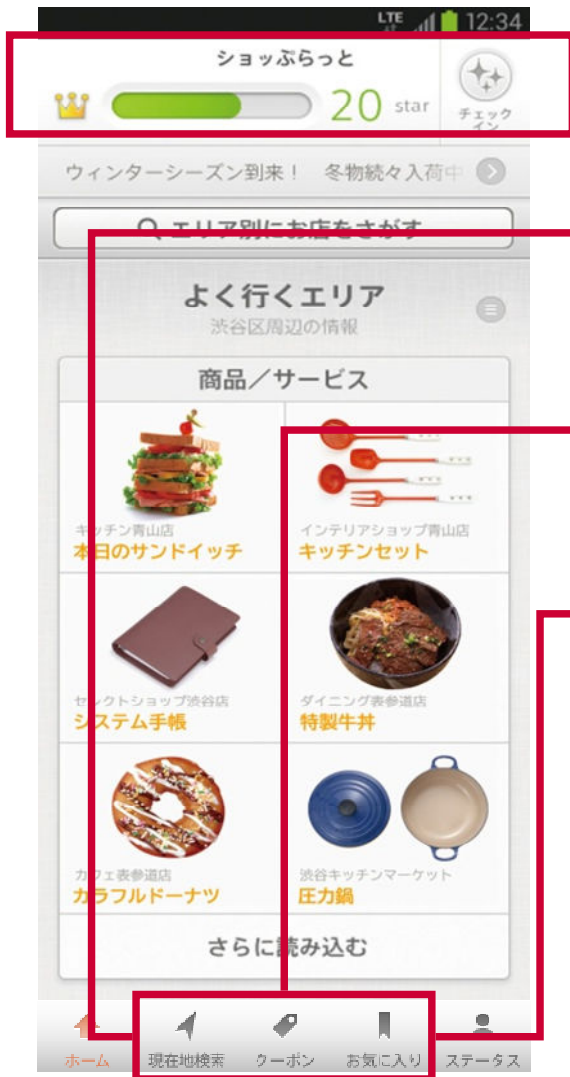 LTE 12:34
ショッぷらっと
20 star
チェック
イン
ウィンターシーズン到来！ 冬物続々入荷中
エリア別にお店をさがす
よく行くエリア
渋谷区周辺の情報
商品／サービス
キッチン青山店
本日のサンドイッチ
インテリアショップ青山店
キッチンセット
セレクトショップ渋谷店
システム手帳
ダイニング表参道店
特製牛丼
カフェ表参道店
カラフルドーナツ
渋谷キッチンマーケット
圧力鍋
さらに読み込む
ホーム 現在地検索 クーポン お気に入り ステータス